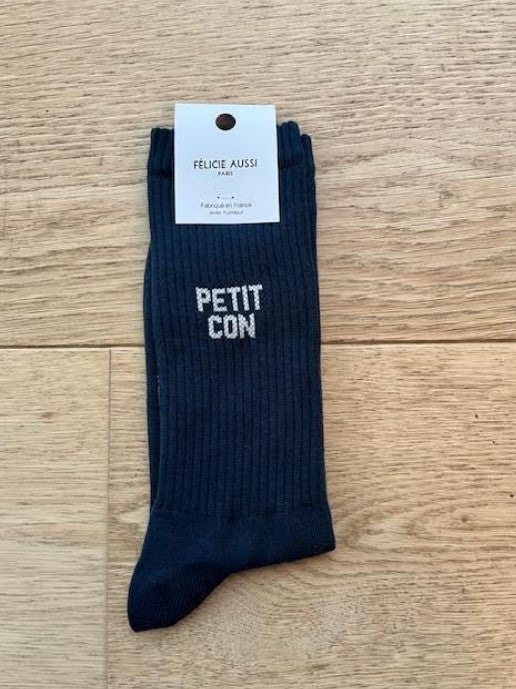 FÉLICIE AUSSI
PARIS
Fabriqué en France
avec humour
PETIT
CON